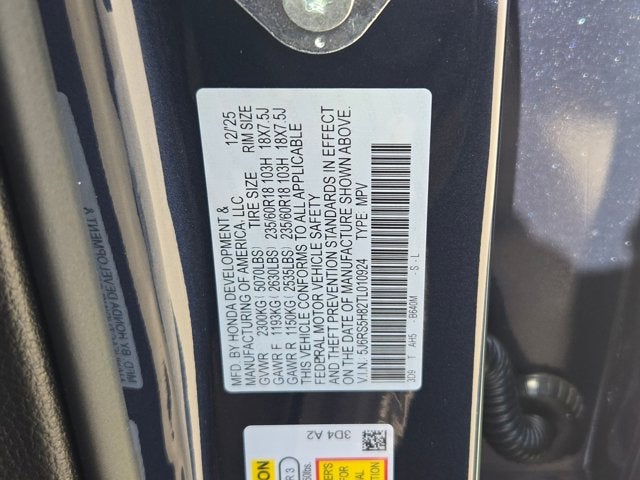 MFD. BY HONDA DEVELOPMENT & 12/'25
MANUFACTURING OF AMERICA, LLC
TIRE SIZE RIM SIZE
GVWR 2300KG ( 5070LBS)
GAWR F 1193KG ( 2630LBS) 235/60R18 103H 18X7.5J
GAWR R 1150KG ( 2535LBS) 235/60R18 103H 18X7.5J
THIS VEHICLE CONFORMS TO ALL APPLICABLE
FEDERAL MOTOR VEHICLE SAFETY
AND THEFT PREVENTION STANDARDS IN EFFECT
ON THE DATE OF MANUFACTURE SHOWN ABOVE.
V.I.N. 5J6RS5H82TL010924 TYPE MPV
3D9 T AH5 B640M S - L
3D4 A2